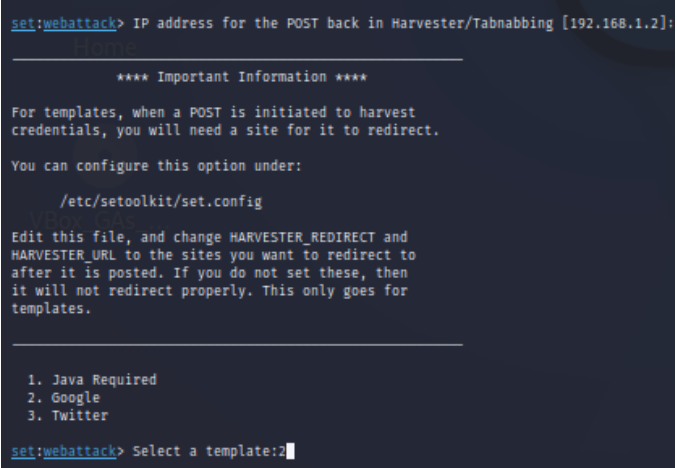 set:webattack> IP address for the POST back in Harvester/Tabnabbing [192.168.1.2]:
Home
**** Important Information ****
For templates, when a POST is initiated to harvest
credentials, you will need a site for it to redirect.
You can configure this option under:
/etc/setoolkit/set.config
VBox_GAs_
Edit this file, and change HARVESTER_REDIRECT and
HARVESTER_URL to the sites you want to redirect to
after it is posted. If you do not set these, then
it will not redirect properly. This only goes for
templates.
1. Java Required
2. Google
3. Twitter
set:webattack> Select a template:2